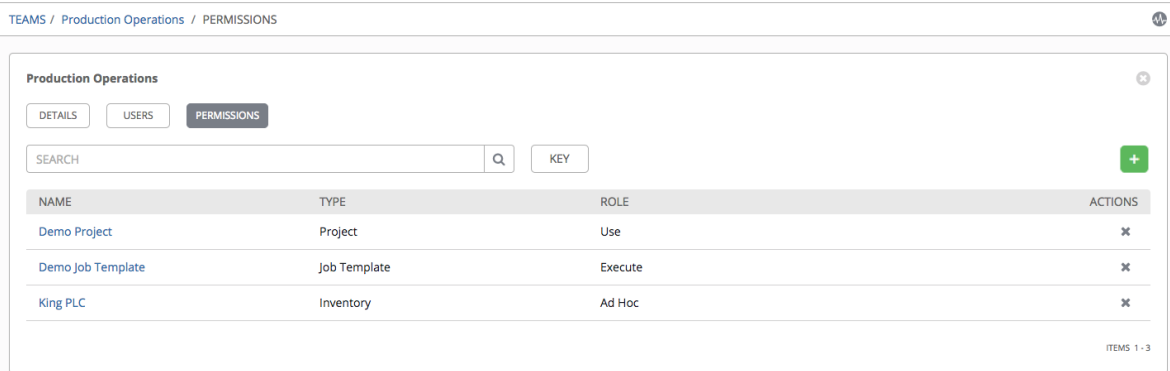 TEAMS / Production Operations / PERMISSIONS
Production Operations
DETAILS USERS PERMISSIONS
SEARCH KEY +
NAME TYPE ROLE ACTIONS
Demo Project Project Use
Demo Job Template Job Template Execute
King PLC Inventory Ad Hoc
ITEMS 1 - 3